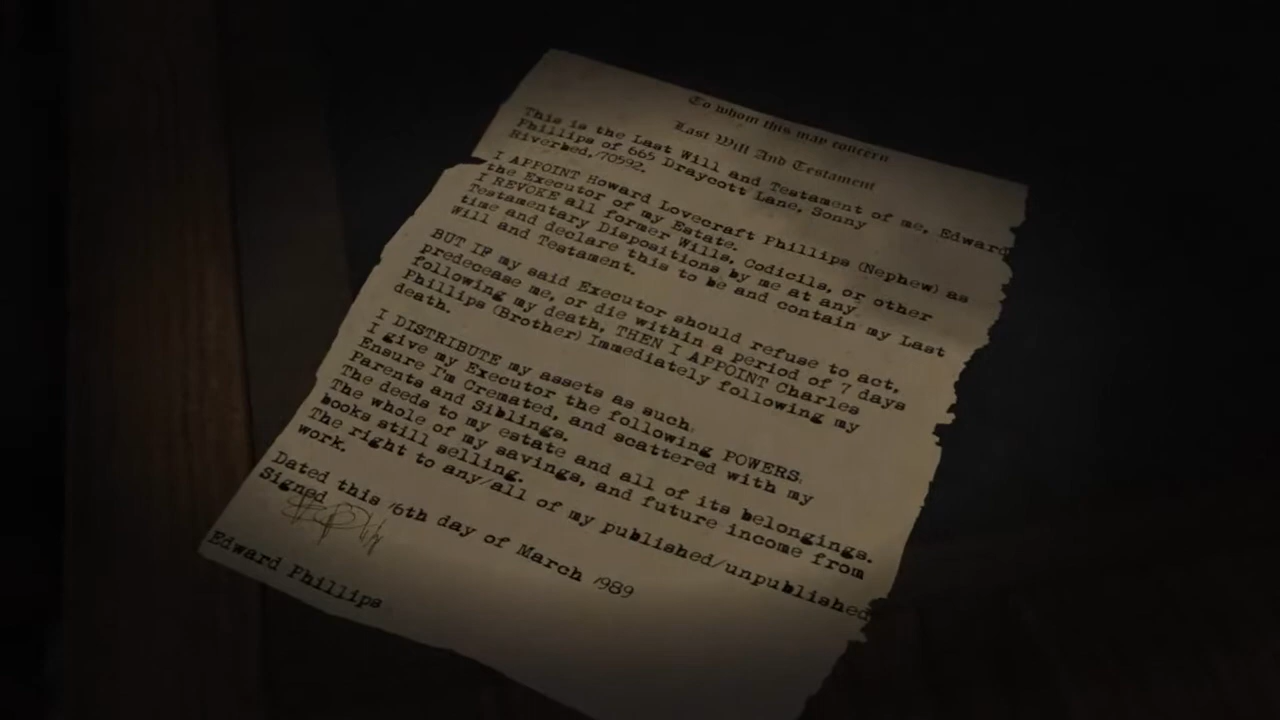 To whom this may concern
Last Will And Testament
This is the Last Will and Testament of me, Edward
Phillips of 665 Draycott Lane, Sonny
Riverbed,/70592.
I APPOINT Howard Lovecraft Phillips (Nephew) as
the Executor of my Estate.
I REVOKE all former Wills, Codicils, or other
Testamentary Dispositions by me at any
time and declare this to be and contain my Last
Will and Testament.
BUT IF my said Executor should refuse to act,
predecease me, or die within a period of 7 days
following my death, THEN I APPOINT Charles
Phillips (Brother) Immediately following my
death.
I DISTRIBUTE my assets as such,
I give my Executor the following POWERS,
Ensure I'm Cremated, and scattered with my
Parents and Siblings.
The deeds to my estate and all of its belongings.
The whole of my savings, and future income from
books still selling.
The right to any/all of my published/unpublished
work.
Dated this /6th day of March /989
Signed
Edward Phillips